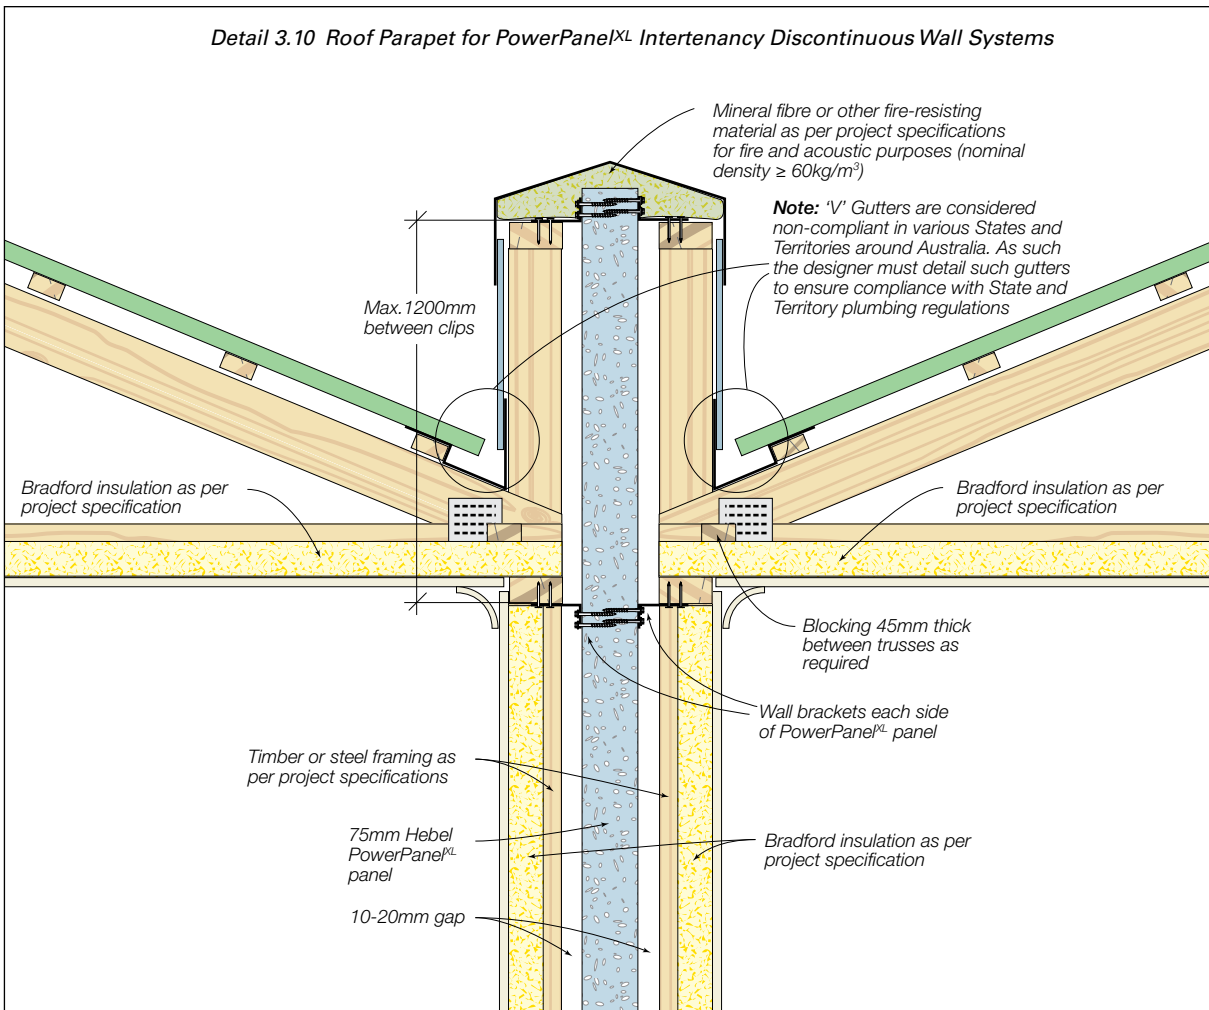 Detail 3.10 Roof Parapet for PowerPanelXL Intertenancy Discontinuous Wall Systems
Mineral fibre or other fire-resisting
material as per project specifications
for fire and acoustic purposes (nominal
density ≥ 60kg/m³)
Note: 'V' Gutters are considered
non-compliant in various States and
Territories around Australia. As such
the designer must detail such gutters
to ensure compliance with State and
Territory plumbing regulations
Max.1200mm
between clips
Bradford insulation as per
project specification
Bradford insulation as per
project specification
Blocking 45mm thick
between trusses as
required
Wall brackets each side
of PowerPanelXL panel
Timber or steel framing as
per project specifications
75mm Hebel
PowerPanelXL
panel
Bradford insulation as per
project specification
10-20mm gap